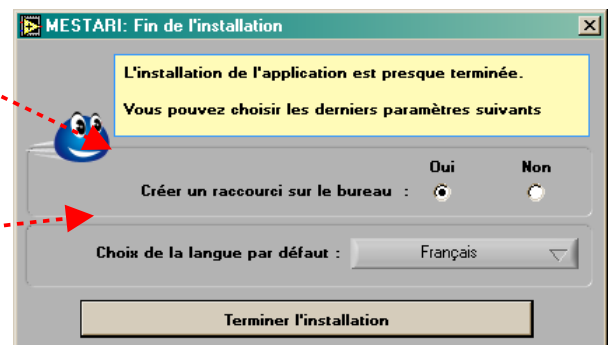 MESTARI: Fin de l'installation
L'installation de l'application est presque terminée.
Vous pouvez choisir les derniers paramètres suivants
Oui Non
Créer un raccourci sur le bureau :
Choix de la langue par défaut : Français
Terminer l'installation